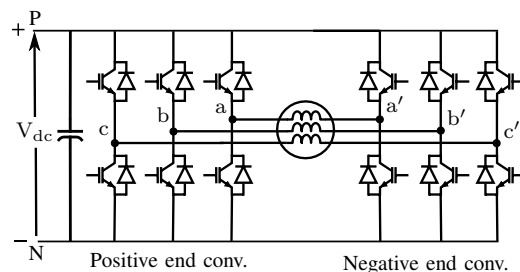 + P
a a'
b b'
V_dc c c'
− N
Positive end conv. Negative end conv.